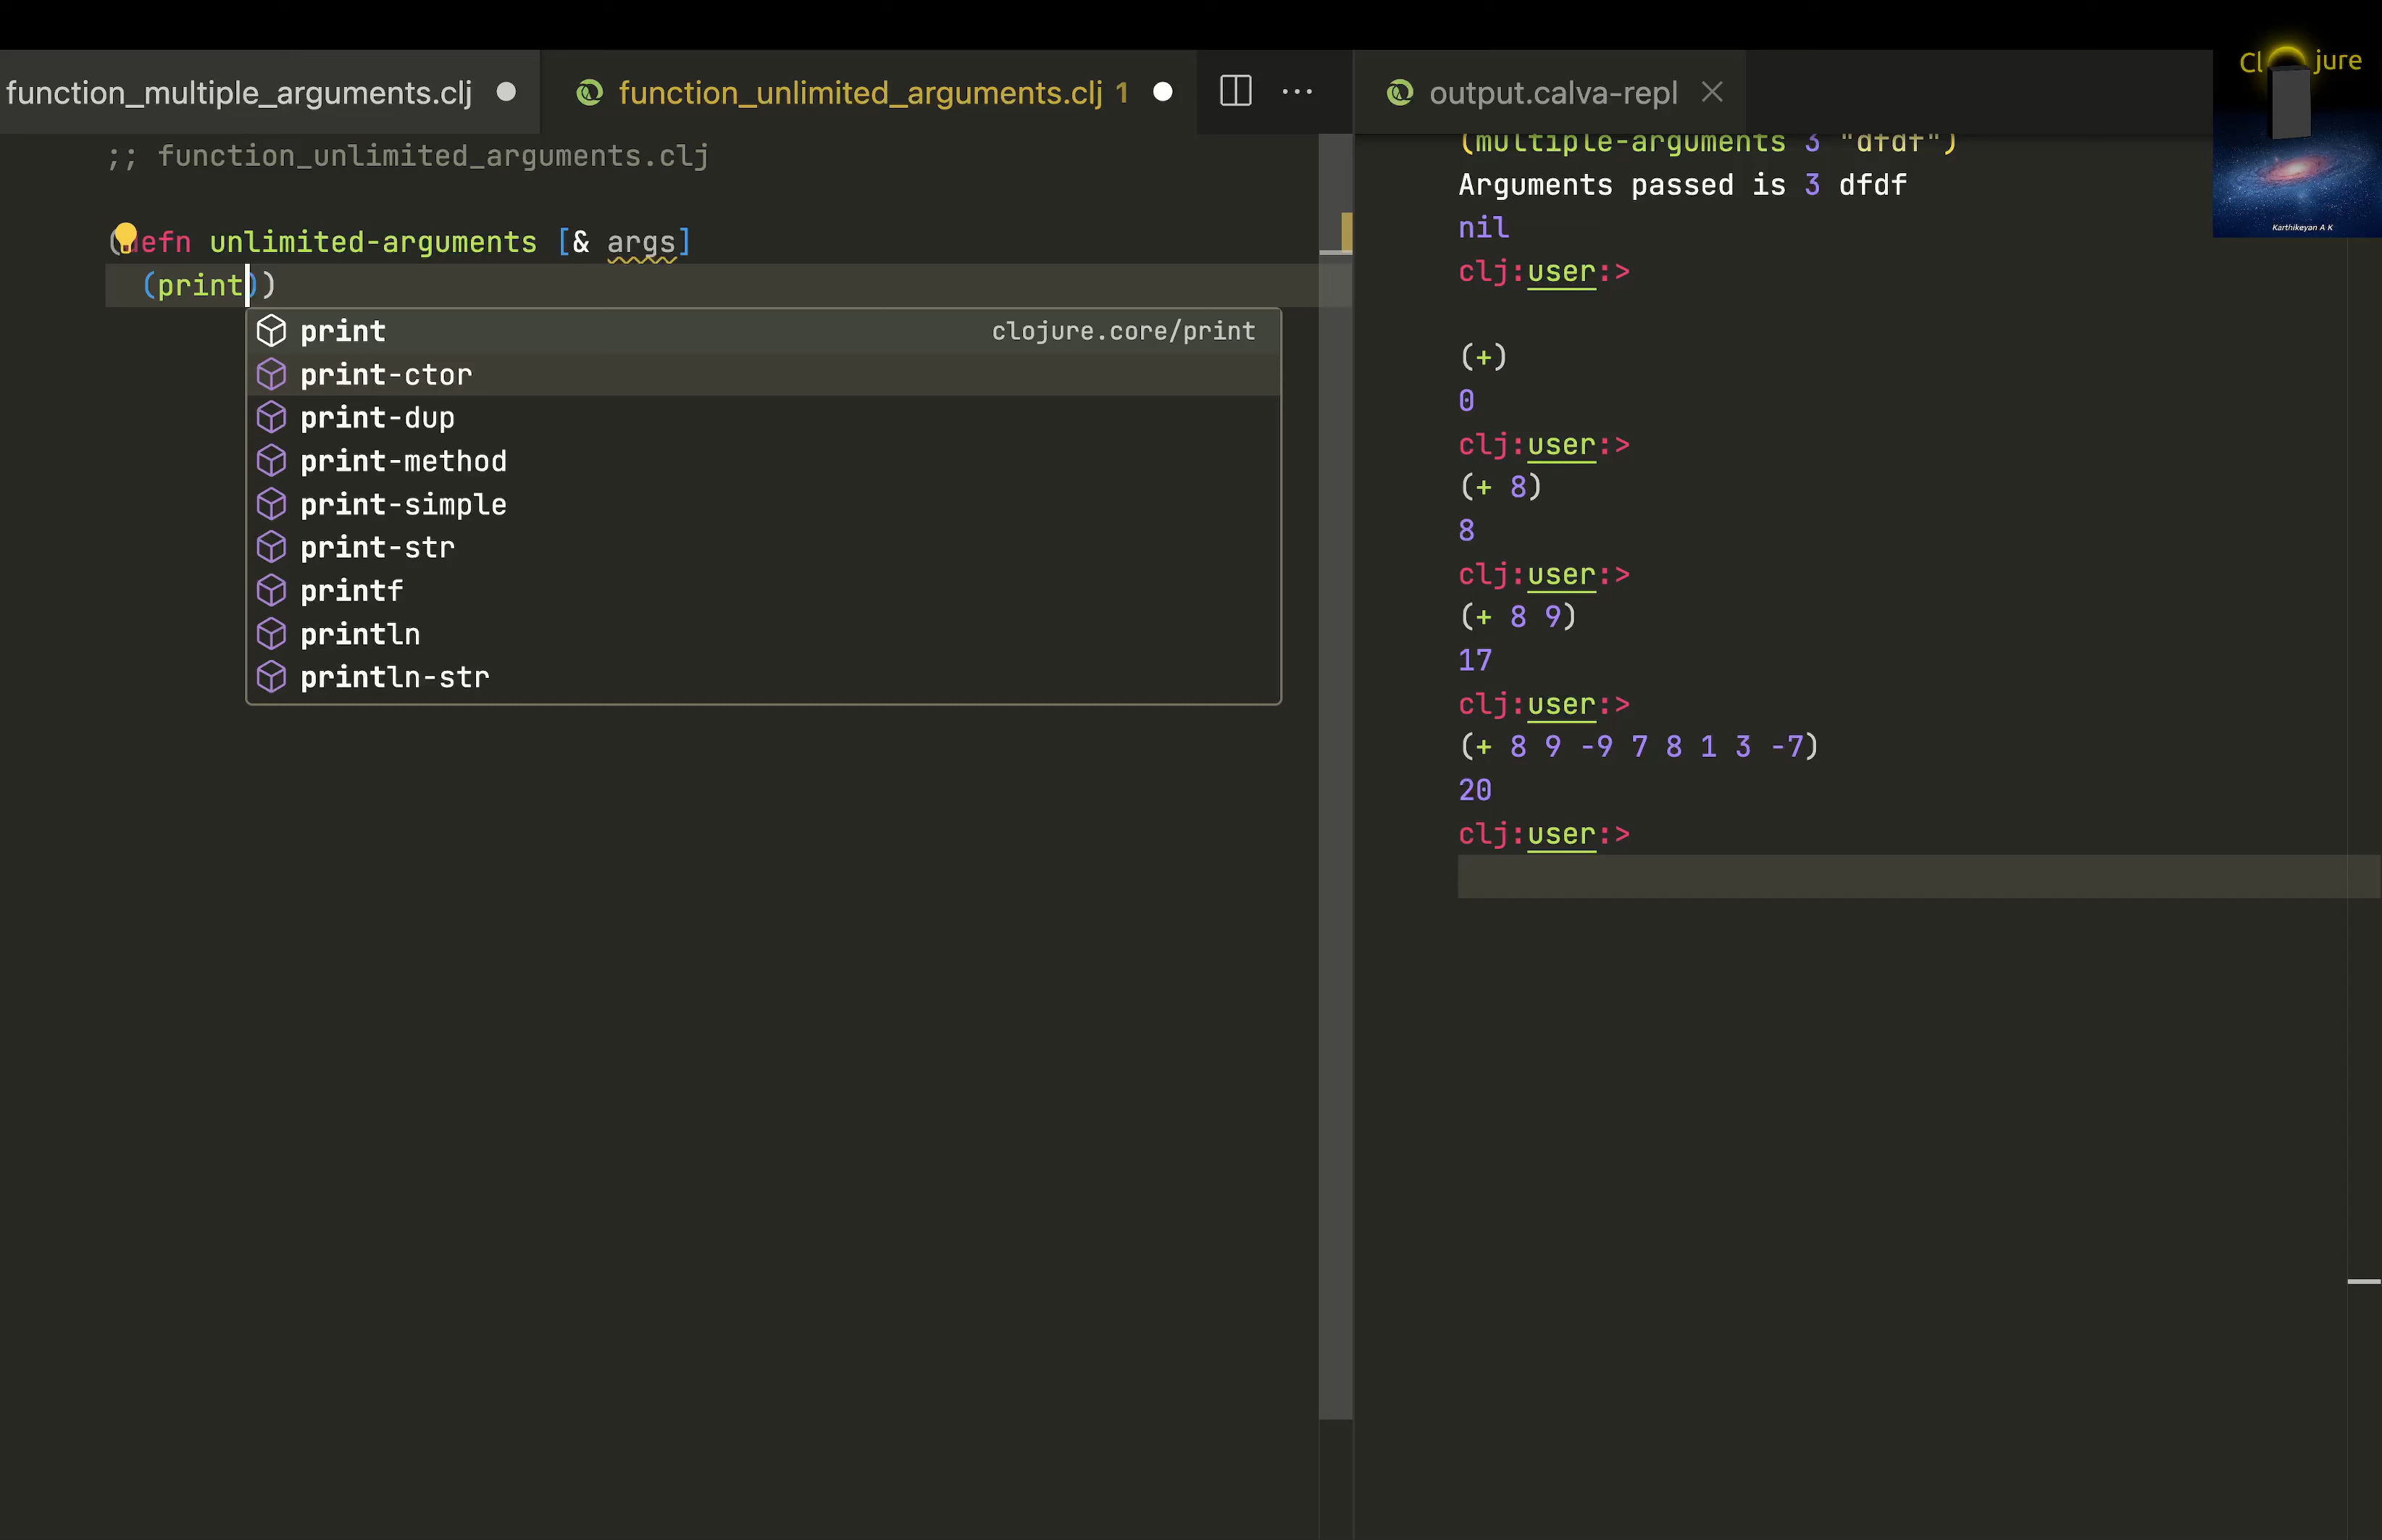 function_multiple_arguments.clj
function_unlimited_arguments.clj 1
;; function_unlimited_arguments.clj
(defn unlimited-arguments [& args]
(print))
print clojure.core/print
print-ctor
print-dup
print-method
print-simple
print-str
printf
println
println-str
output.calva-repl
(multiple-arguments 3 "dfdf")
Arguments passed is 3 dfdf
nil
clj:user:>
(+)
0
clj:user:>
(+ 8)
8
clj:user:>
(+ 8 9)
17
clj:user:>
(+ 8 9 -9 7 8 1 3 -7)
20
clj:user:>
Clojure
Karthikeyan A K